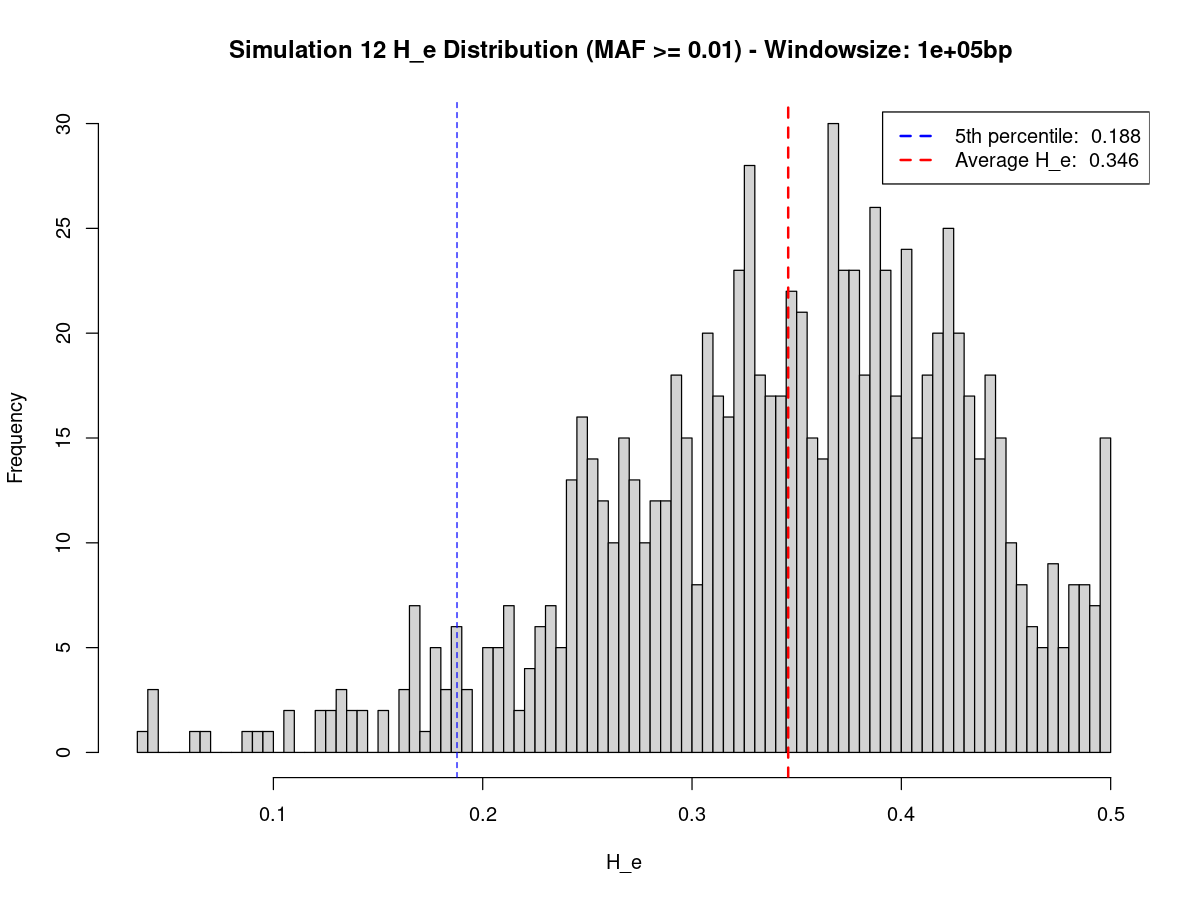 Simulation 12 H_e Distribution (MAF >= 0.01) - Windowsize: 1e+05bp
5th percentile:  0.188
Average H_e:  0.346
Frequency
30
25
20
15
10
5
0
0.1
0.2
0.3
0.4
0.5
H_e